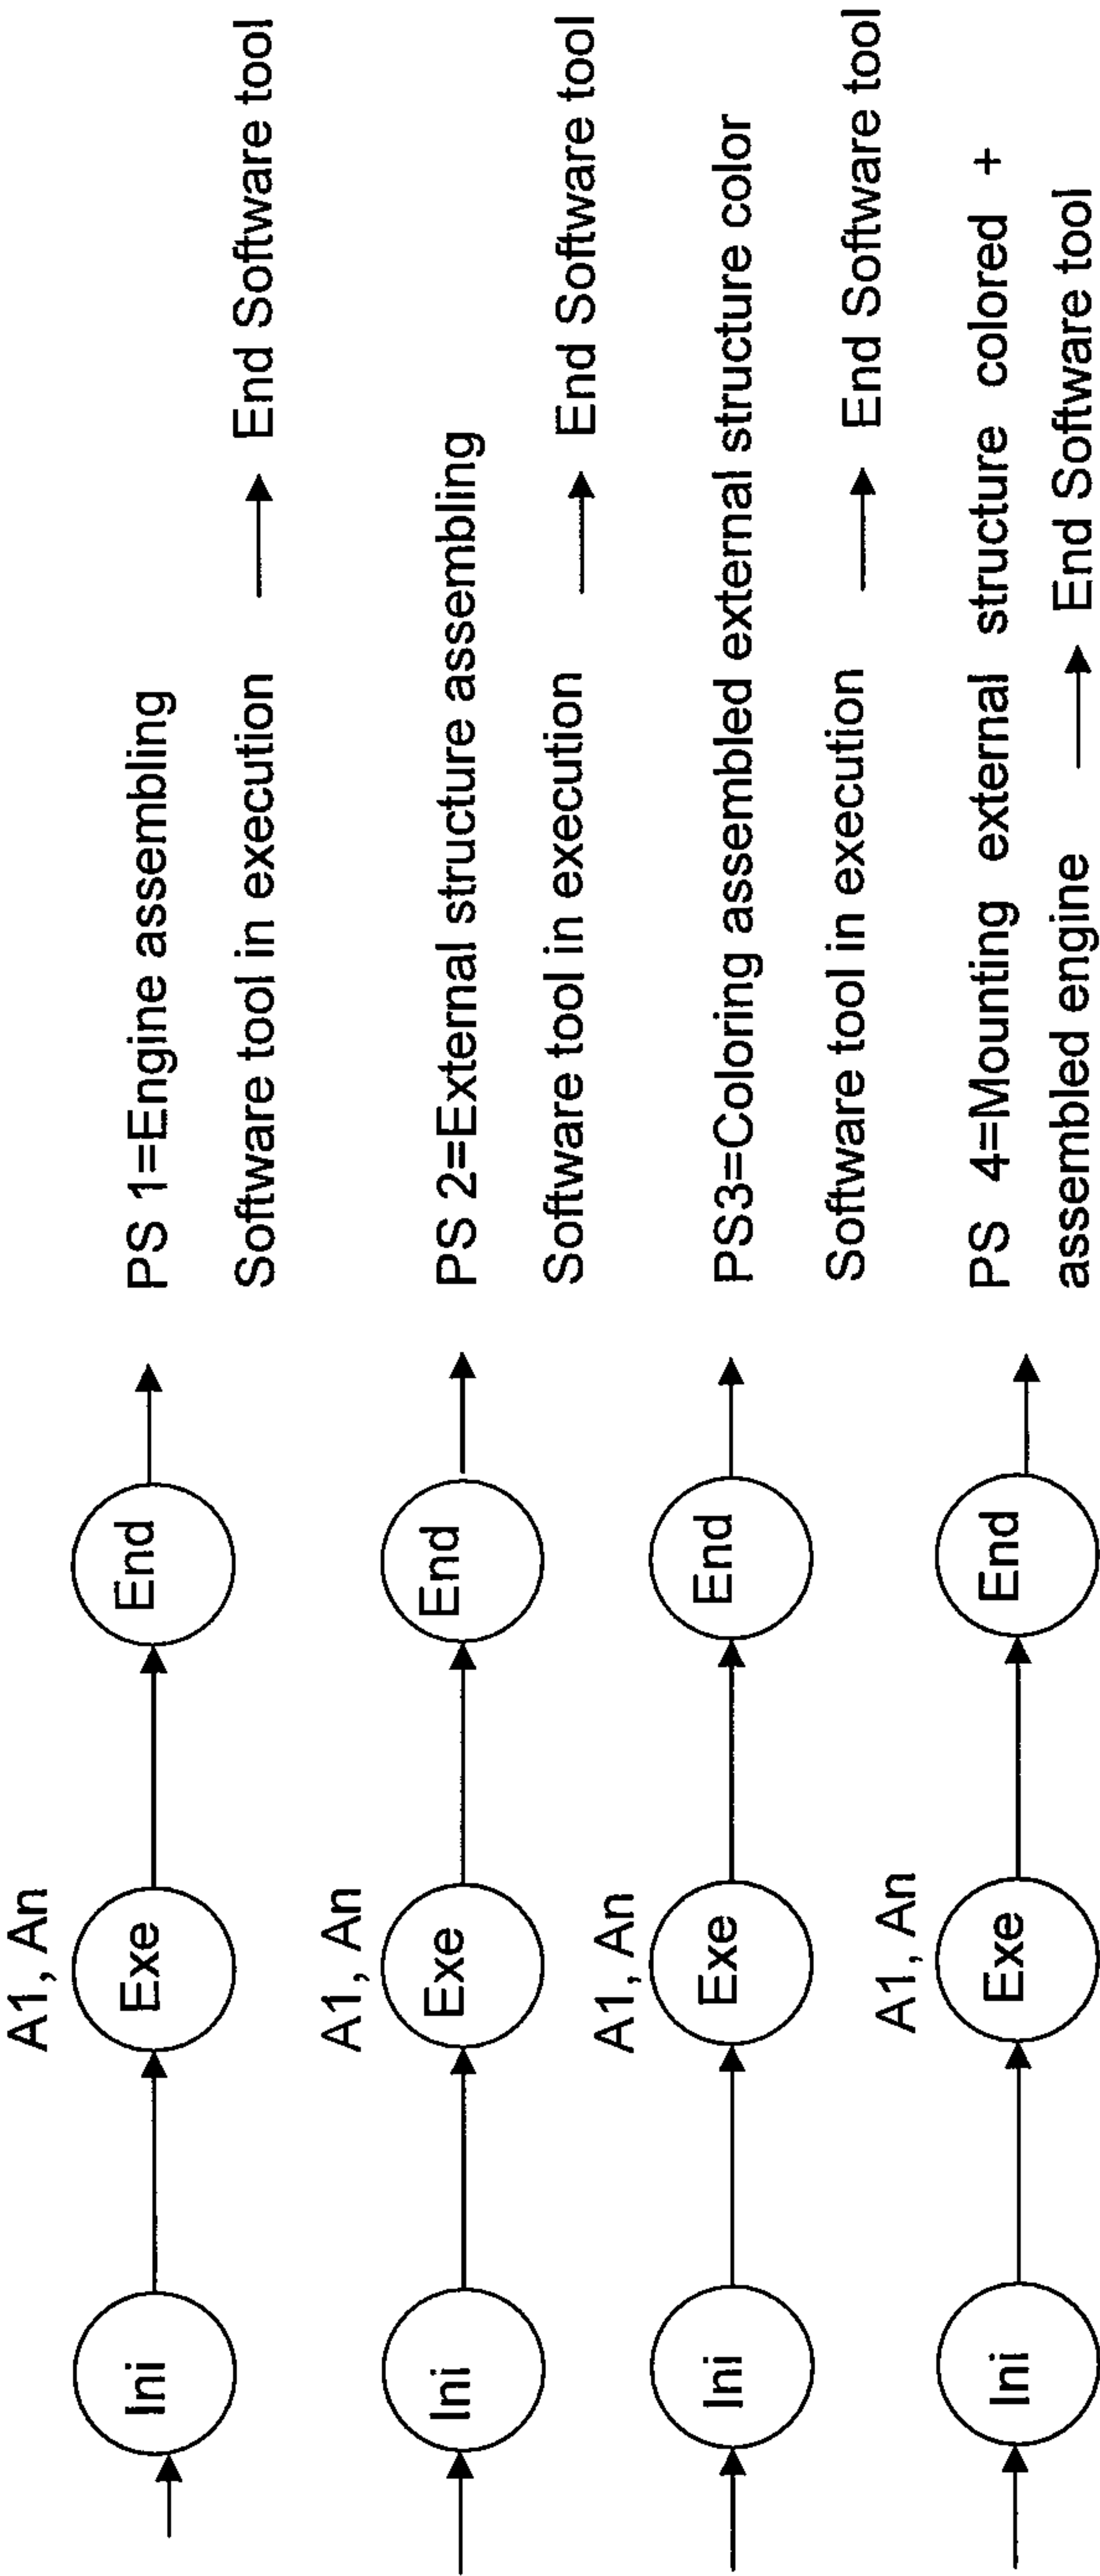 A1, An
Ini Exe End PS 1=Engine assembling
Software tool in execution End Software tool
A1, An
Ini Exe End PS 2=External structure assembling
Software tool in execution End Software tool
A1, An
Ini Exe End PS3=Coloring assembled external structure color
Software tool in execution End Software tool
A1, An
Ini Exe End PS 4=Mounting external structure colored +
assembled engine End Software tool